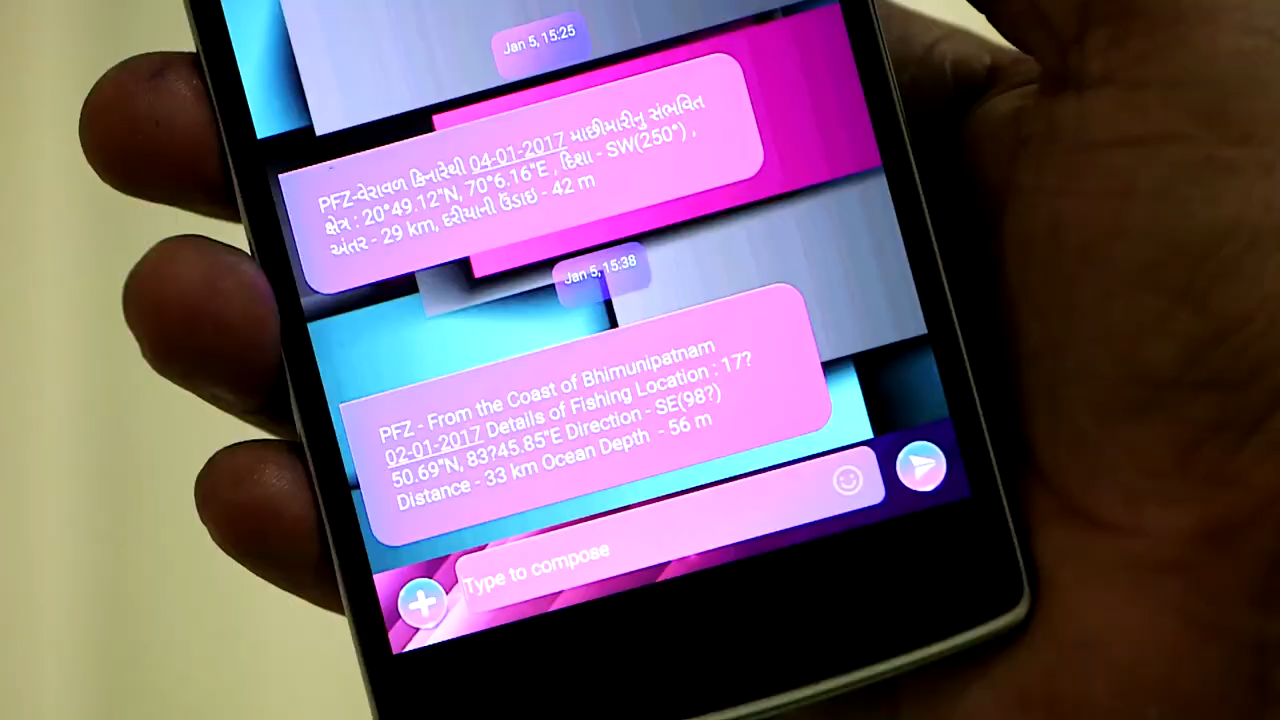 Jan 5, 15:25
PFZ-વેરાવળ કિનારેથી 04-01-2017 માછીમારીનુ સંભવિત
ક્ષેત્ર : 20°49.12"N, 70°6.16"E , દિશા - SW(250°) ,
અંતર - 29 km, દરીયાની ઉંડાઇ - 42 m
Jan 5, 15:38
PFZ - From the Coast of Bhimunipatnam
02-01-2017 Details of Fishing Location : 17?
50.69"N, 83?45.85"E Direction - SE(98?)
Distance - 33 km Ocean Depth - 56 m
Type to compose